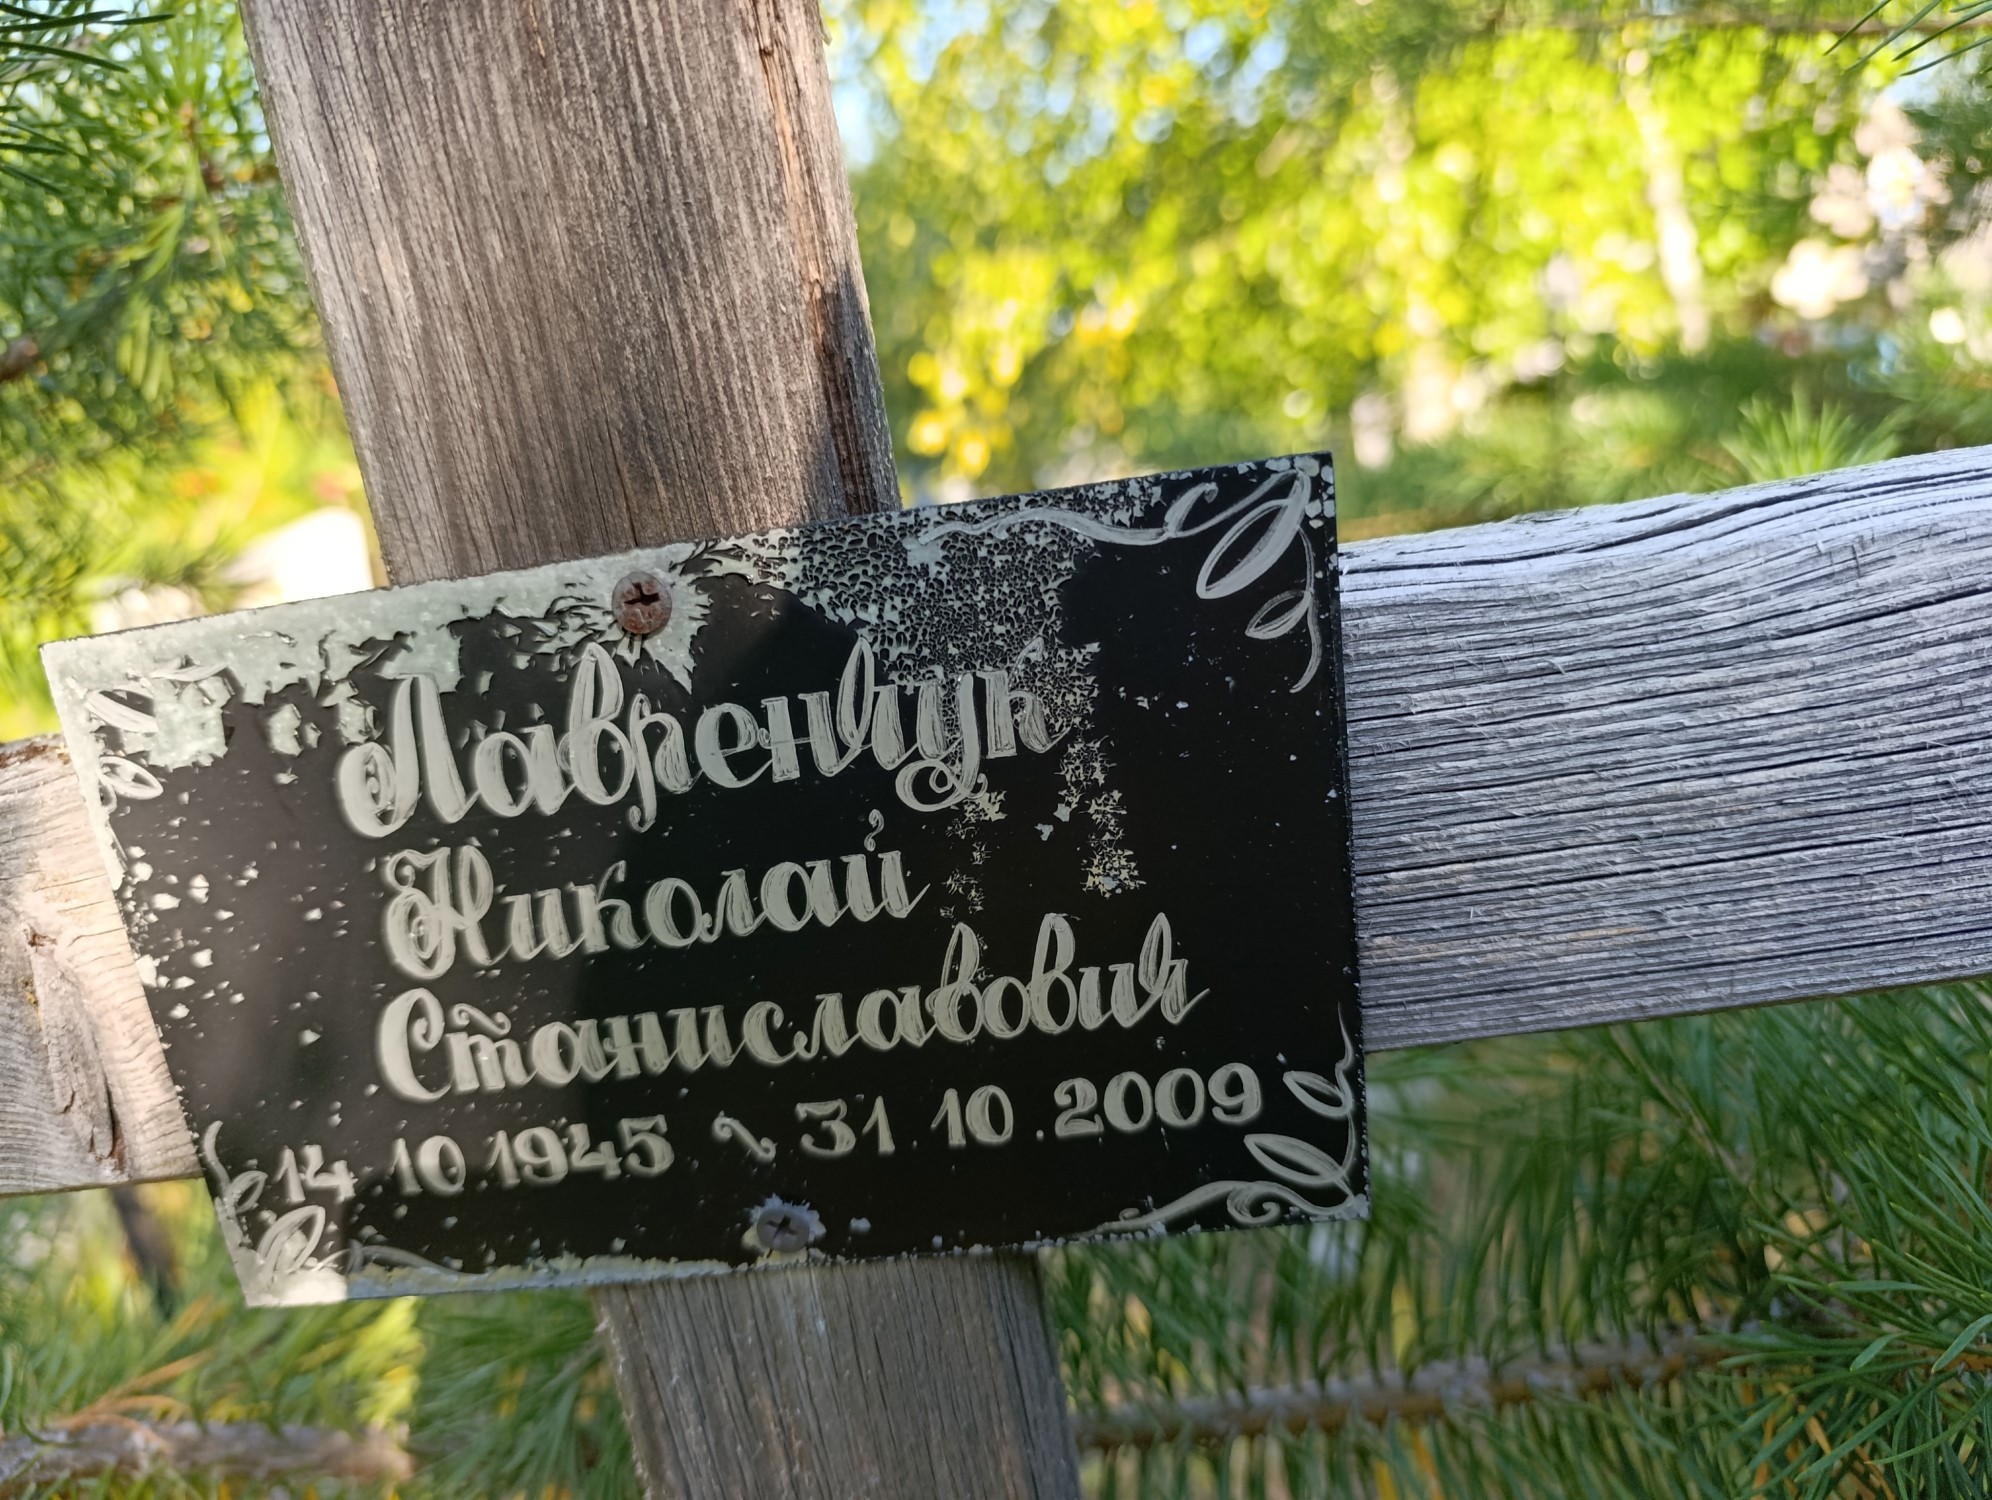 Лавренчук
Николай
Станиславович
14.10.1945 ~ 31.10.2009